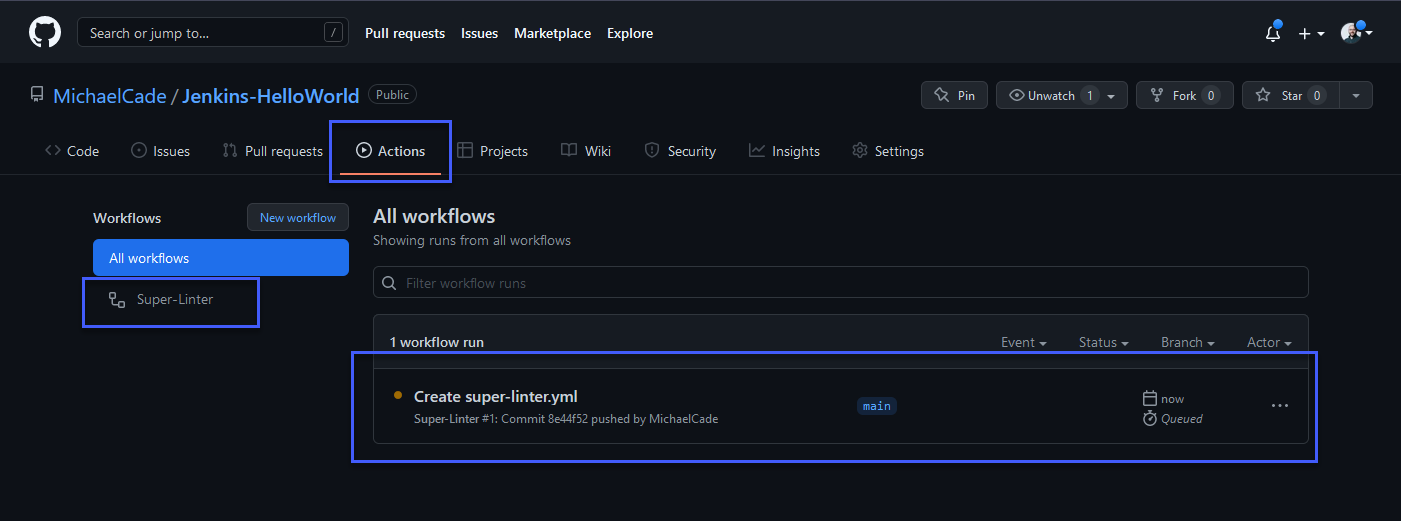 Search or jump to... /
Pull requests Issues Marketplace Explore
MichaelCade / Jenkins-HelloWorld Public
Pin Unwatch 1 Fork 0 Star 0
Code Issues Pull requests Actions Projects Wiki Security Insights Settings
Workflows New workflow
All workflows
Super-Linter
All workflows
Showing runs from all workflows
Filter workflow runs
1 workflow run Event Status Branch Actor
Create super-linter.yml
Super-Linter #1: Commit 8e44f52 pushed by MichaelCade
main
now
Queued